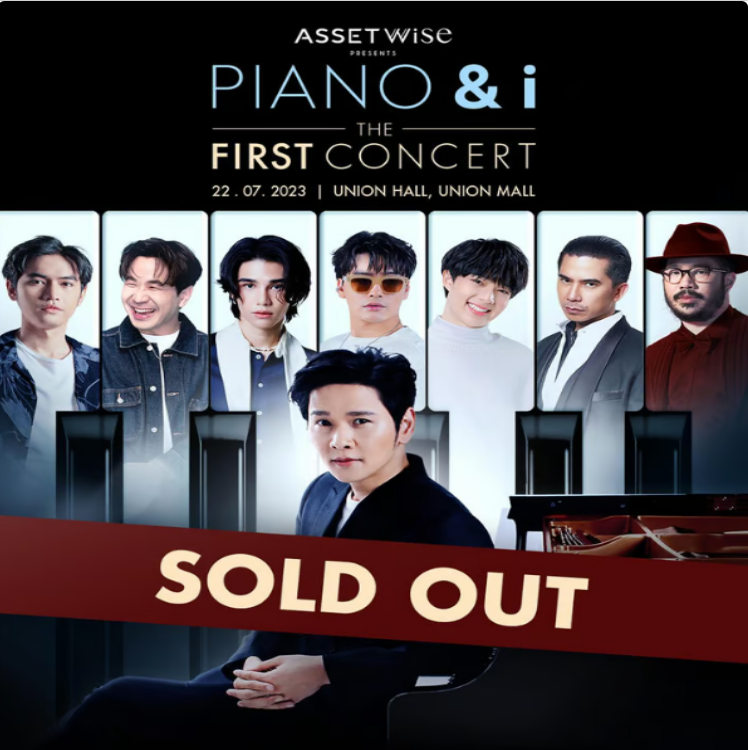 ASSETWISE
PRESENTS
PIANO & i
THE
FIRST CONCERT
22 . 07. 2023 | UNION HALL, UNION MALL
SOLD OUT